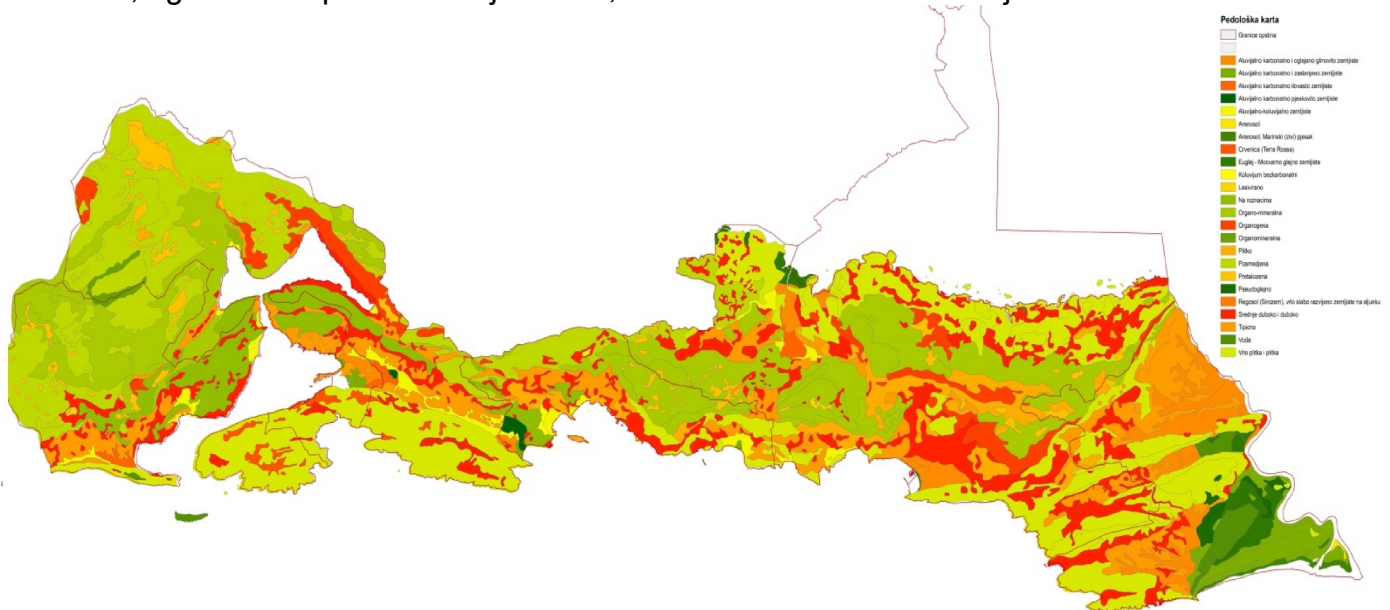 Pedološka karta
Granice opština
Aluvijalno karbonatno i oglejano glinovito zemljiste
Aluvijalno karbonatno i zaslanjeno zemljiste
Aluvijalno karbonatno ilovasto zemljiste
Aluvijalno karbonatno pjeskovito zemljiste
Aluvijalno-koluvijalno zemljiste
Arenosol
Arenosol, Marinski (zivi) pjesak
Crvenica (Terra Rossa)
Euglej - Mocvarno glejno zemljiste
Koluvijum bezkarbonatni
Lesivirano
Na roznacima
Organo-mineralna
Organogena
Organomineralna
Plitko
Posmedjena
Pretalozena
Pseudoglejno
Regosol (Sirozem), vrlo slabo razvijeno zemljiste na sljunku
Srednje duboko i duboko
Tipicno
Voda
Vrlo plitka i plitka